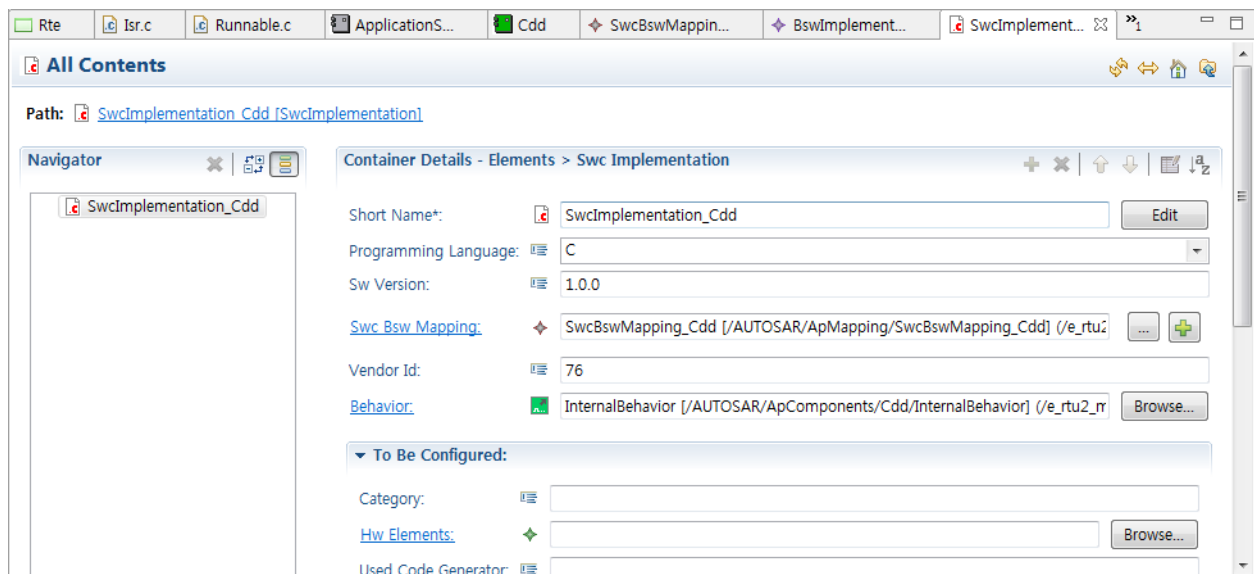 Rte Isr.c Runnable.c ApplicationS... Cdd SwcBswMappin... BswImplement... SwcImplement... »1
All Contents
Path: SwcImplementation_Cdd [SwcImplementation]
Navigator
SwcImplementation_Cdd
Container Details - Elements > Swc Implementation
Short Name*: SwcImplementation_Cdd Edit
Programming Language: C
Sw Version: 1.0.0
Swc Bsw Mapping: SwcBswMapping_Cdd [/AUTOSAR/ApMapping/SwcBswMapping_Cdd] (/e_rtu2 ...
Vendor Id: 76
Behavior: InternalBehavior [/AUTOSAR/ApComponents/Cdd/InternalBehavior] (/e_rtu2_m Browse...
To Be Configured:
Category:
Hw Elements: Browse...
Used Code Generator: